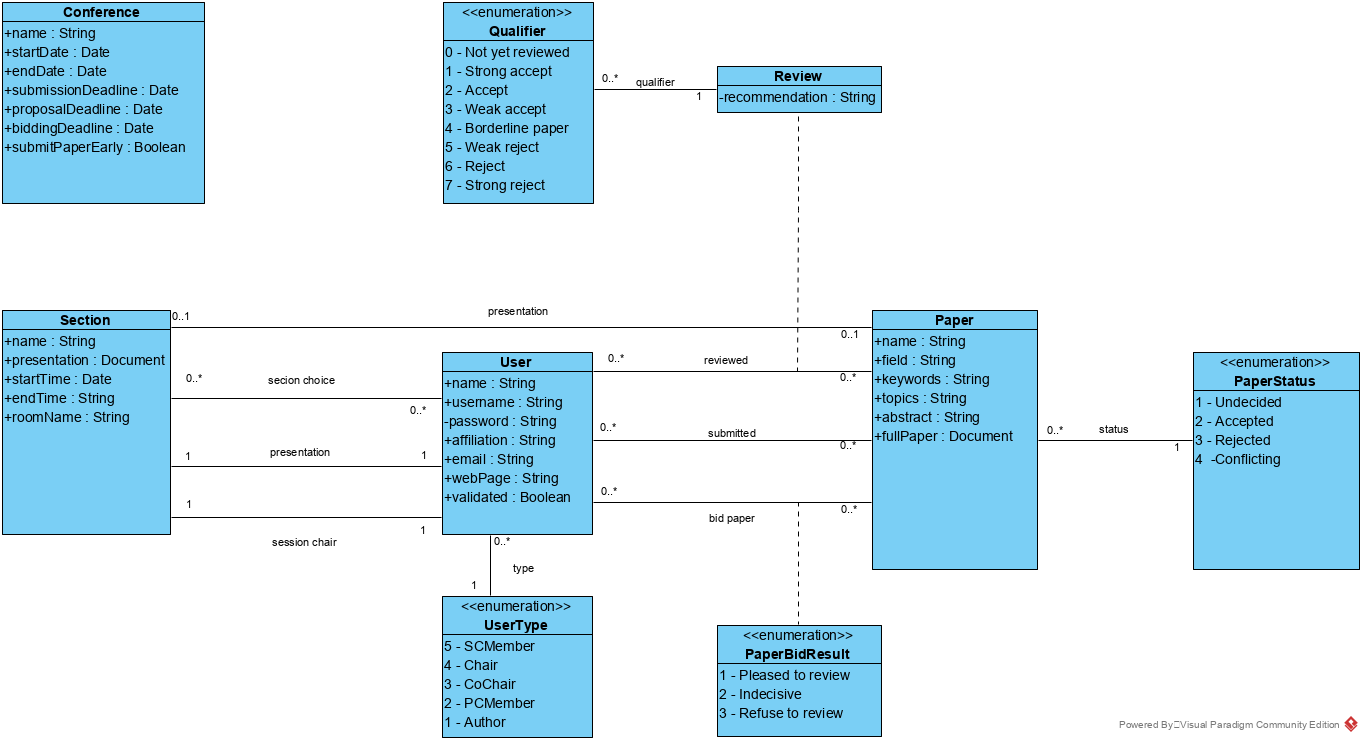 Conference
+name : String
+startDate : Date
+endDate : Date
+submissionDeadline : Date
+proposalDeadline : Date
+biddingDeadline : Date
+submitPaperEarly : Boolean
<<enumeration>>
Qualifier
0 - Not yet reviewed
1 - Strong accept
2 - Accept
3 - Weak accept
4 - Borderline paper
5 - Weak reject
6 - Reject
7 - Strong reject
0..*
qualifier
1
Review
-recommendation : String
Section
+name : String
+presentation : Document
+startTime : Date
+endTime : String
+roomName : String
0..1
presentation
0..1
0..*
secion choice
0..*
1
presentation
1
1
session chair
1
User
+name : String
+username : String
-password : String
+affiliation : String
+email : String
+webPage : String
+validated : Boolean
0..*
reviewed
0..*
0..*
submitted
0..*
0..*
bid paper
0..*
Paper
+name : String
+field : String
+keywords : String
+topics : String
+abstract : String
+fullPaper : Document
0..*
status
1
<<enumeration>>
PaperStatus
1 - Undecided
2 - Accepted
3 - Rejected
4  -Conflicting
0..*
type
1
<<enumeration>>
UserType
5 - SCMember
4 - Chair
3 - CoChair
2 - PCMember
1 - Author
<<enumeration>>
PaperBidResult
1 - Pleased to review
2 - Indecisive
3 - Refuse to review
Powered By Visual Paradigm Community Edition